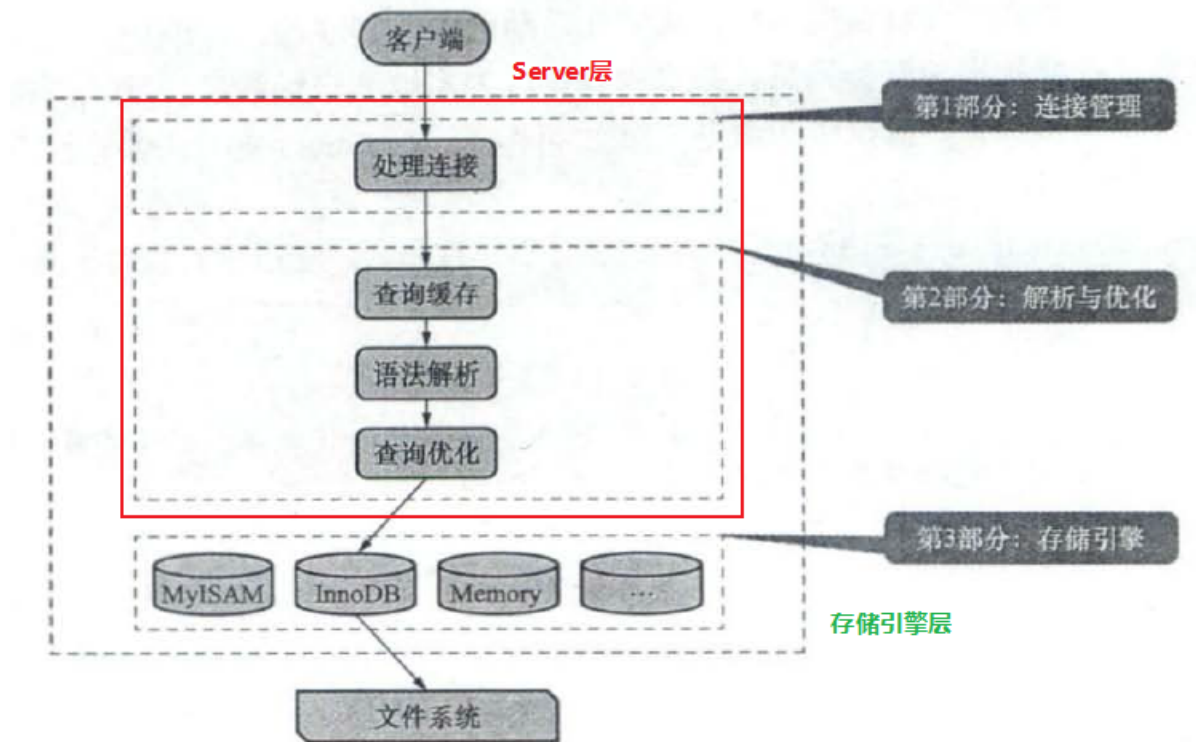 客户端
Server层
第1部分：连接管理
处理连接
查询缓存
第2部分：解析与优化
语法解析
查询优化
第3部分：存储引擎
MyISAM
InnoDB
Memory
...
存储引擎层
文件系统